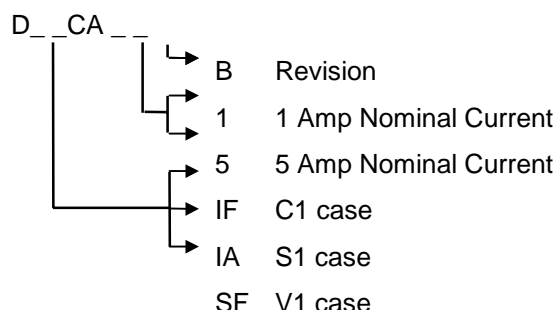 D_ _CA _ _
B Revision
1 1 Amp Nominal Current
5 5 Amp Nominal Current
IF C1 case
IA S1 case
SF V1 case